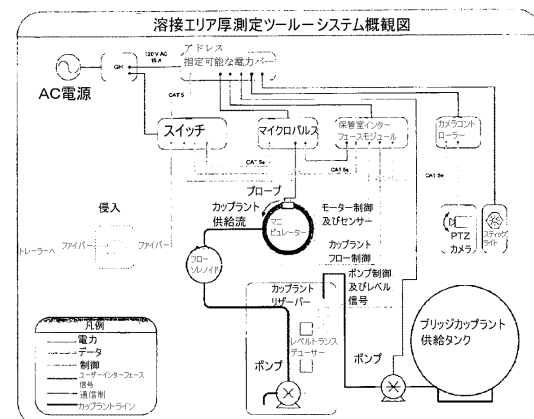 溶接エリア厚測定ツールーシステム概観図
アドレス
指定可能な電力バー
120 V AC
15 A
GFI
AC電源
CAT 5
スイッチ
マイクロパルス
保管室インター
フェースモジュール
カメラコント
ローラー
CAT 5e
CAT 5e
CAT 5e
プローブ
カップラント
供給流
マニ
ピュレーター
モーター制御
及びセンサー
侵入
トレーラーへ
ファイバー
ファイバー
フロー
ソレノイド
カップラント
フロー制御
PTZ
カメラ
スティック
ライト
ポンプ制御
及びレベル
信号
カップラント
リザーバー
レベルトランス
デューサー
ポンプ
ポンプ
ブリッジカップラント
供給タンク
凡例
電力
データ
制御
ユーザーインターフェース
信号
通信制
カップラントライン